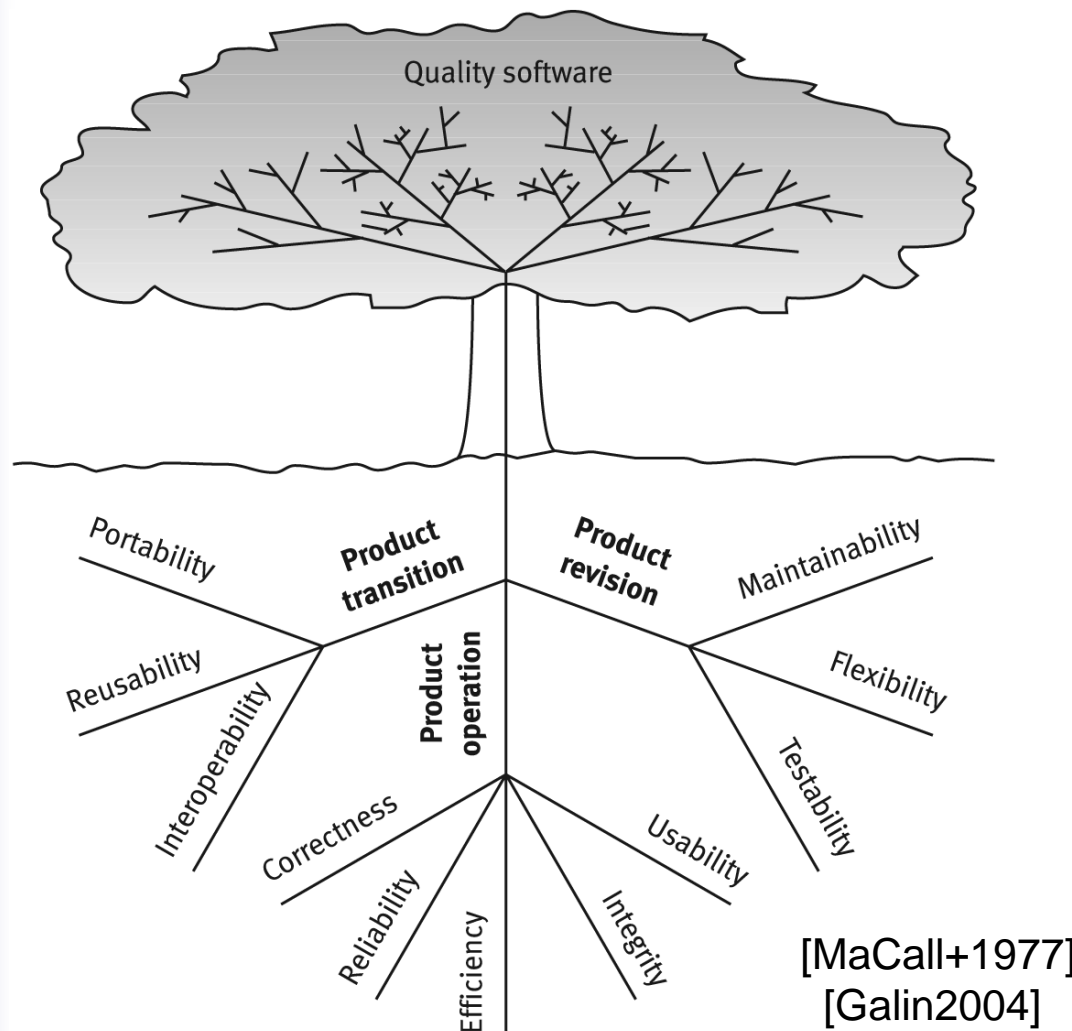 Quality software
Portability
Product
transition
Product
revision
Maintainability
Reusability
Interoperability
Product
operation
Flexibility
Testability
Correctness
Reliability
Efficiency
Integrity
Usability
[MaCall+1977]
[Galin2004]